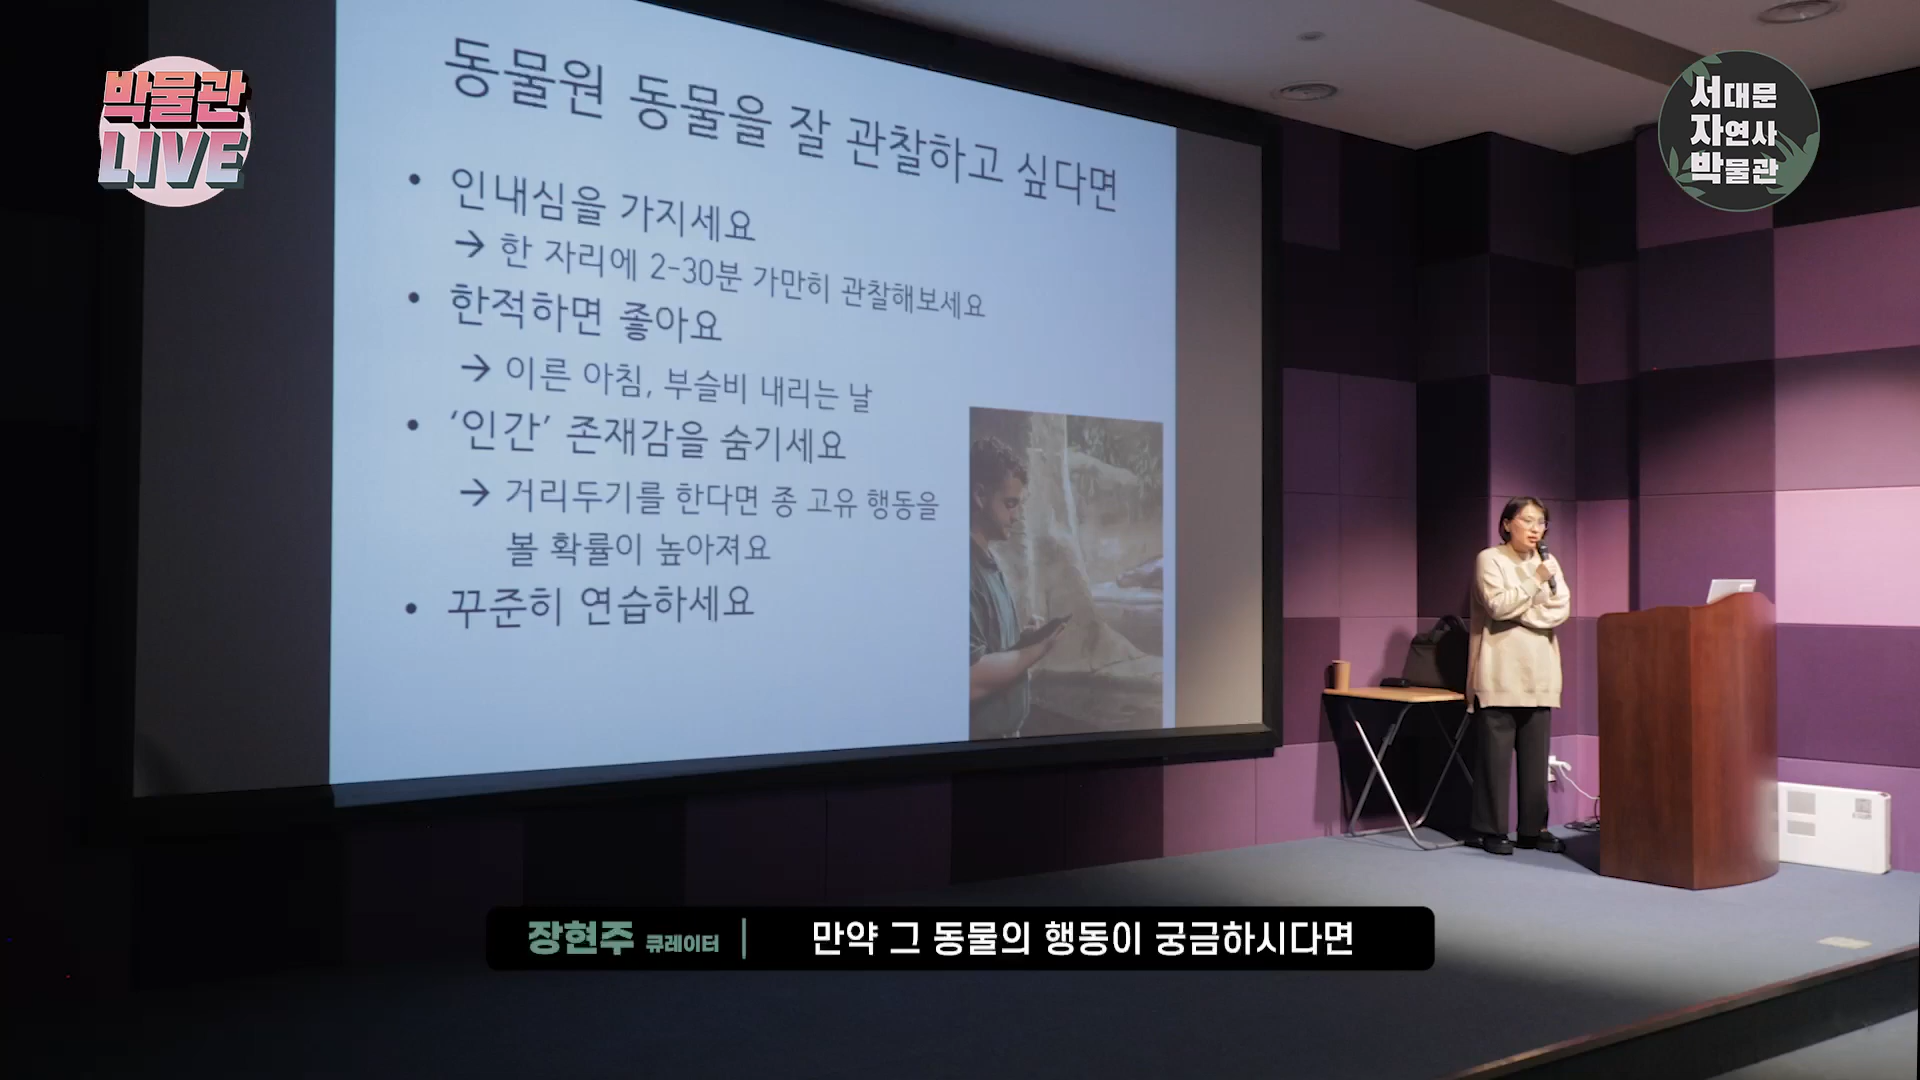 박물관
LIVE
서대문
자연사
박물관
동물원 동물을 잘 관찰하고 싶다면
• 인내심을 가지세요
→ 한 자리에 2-30분 가만히 관찰해보세요
• 한적하면 좋아요
→ 이른 아침, 부슬비 내리는 날
• ‘인간’ 존재감을 숨기세요
→ 거리두기를 한다면 종 고유 행동을
볼 확률이 높아져요
• 꾸준히 연습하세요
장현주 큐레이터 | 만약 그 동물의 행동이 궁금하시다면